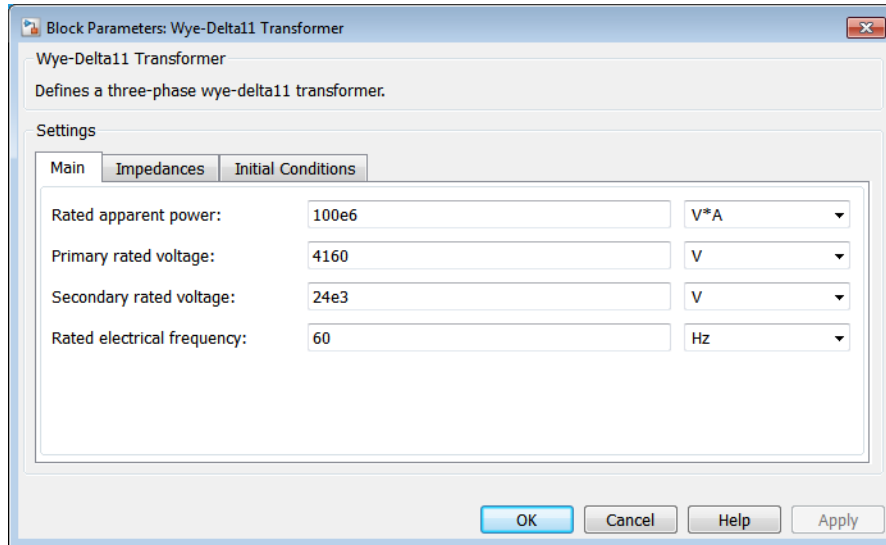 Block Parameters: Wye-Delta11 Transformer
Wye-Delta11 Transformer
Defines a three-phase wye-delta11 transformer.
Settings
Main Impedances Initial Conditions
Rated apparent power: 100e6 V*A
Primary rated voltage: 4160 V
Secondary rated voltage: 24e3 V
Rated electrical frequency: 60 Hz
OK Cancel Help Apply